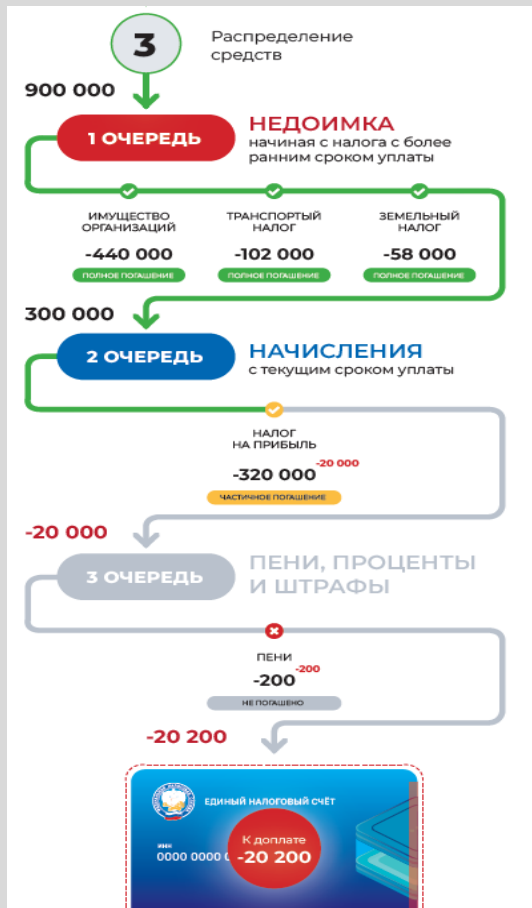 3
Распределение
средств
900 000
1 ОЧЕРЕДЬ
НЕДОИМКА
начиная с налога с более
ранним сроком уплаты
ИМУЩЕСТВО
ОРГАНИЗАЦИЙ
-440 000
ПОЛНОЕ ПОГАШЕНИЕ
ТРАНСПОРТЫЙ
НАЛОГ
-102 000
ПОЛНОЕ ПОГАШЕНИЕ
ЗЕМЕЛЬНЫЙ
НАЛОГ
-58 000
ПОЛНОЕ ПОГАШЕНИЕ
300 000
2 ОЧЕРЕДЬ
НАЧИСЛЕНИЯ
с текущим сроком уплаты
НАЛОГ
НА ПРИБЫЛЬ
-320 000 -20 000
ЧАСТИЧНОЕ ПОГАШЕНИЕ
-20 000
3 ОЧЕРЕДЬ
ПЕНИ, ПРОЦЕНТЫ
И ШТРАФЫ
ПЕНИ
-200 -200
НЕ ПОГАШЕНО
-20 200
ЕДИНЫЙ НАЛОГОВЫЙ СЧЁТ
К доплате
-20 200
ИНН
0000 0000